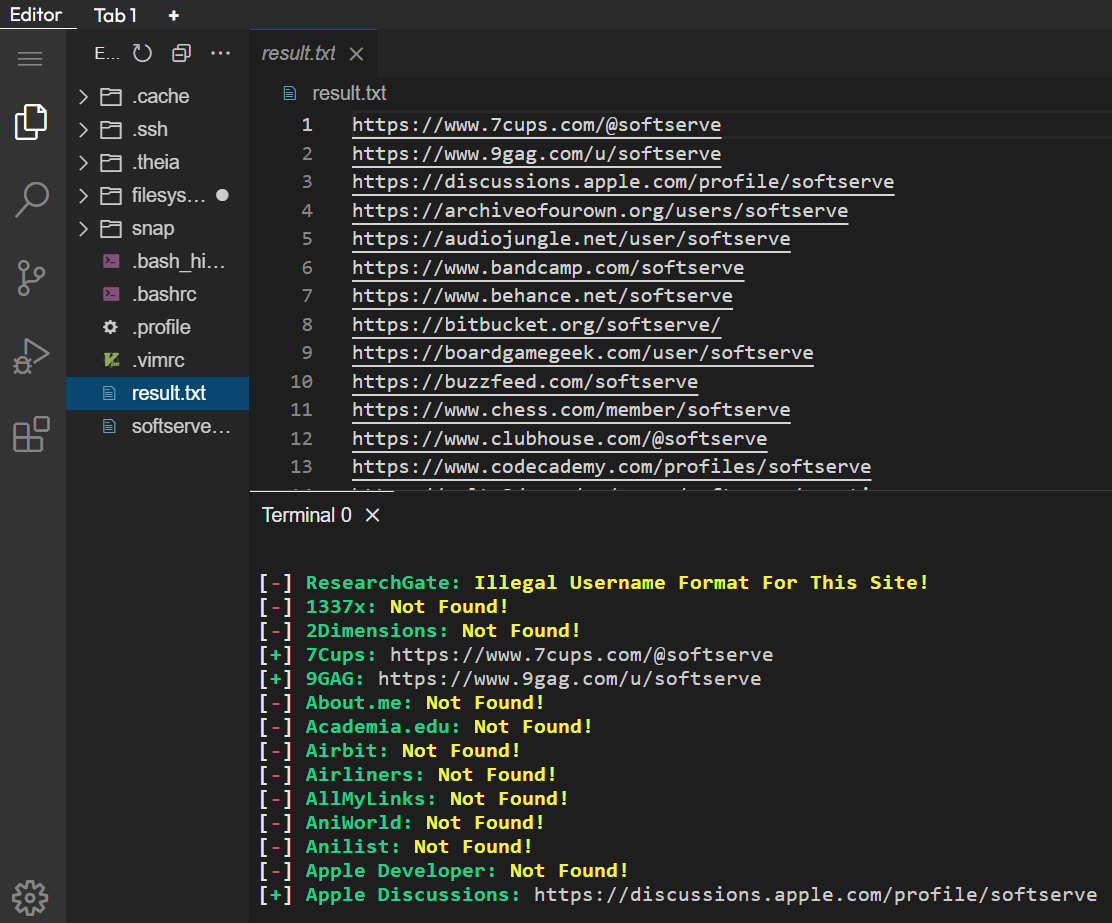 Editor Tab 1 +
E... ...
result.txt
.cache
.ssh
.theia
filesys...
snap
.bash_hi...
.bashrc
.profile
.vimrc
result.txt
softserve...
result.txt
1 https://www.7cups.com/@softserve
2 https://www.9gag.com/u/softserve
3 https://discussions.apple.com/profile/softserve
4 https://archiveofourown.org/users/softserve
5 https://audiojungle.net/user/softserve
6 https://www.bandcamp.com/softserve
7 https://www.behance.net/softserve
8 https://bitbucket.org/softserve/
9 https://boardgamegeek.com/user/softserve
10 https://buzzfeed.com/softserve
11 https://www.chess.com/member/softserve
12 https://www.clubhouse.com/@softserve
13 https://www.codecademy.com/profiles/softserve
Terminal 0
[-] ResearchGate: Illegal Username Format For This Site!
[-] 1337x: Not Found!
[-] 2Dimensions: Not Found!
[+] 7Cups: https://www.7cups.com/@softserve
[+] 9GAG: https://www.9gag.com/u/softserve
[-] About.me: Not Found!
[-] Academia.edu: Not Found!
[-] Airbit: Not Found!
[-] Airliners: Not Found!
[-] AllMyLinks: Not Found!
[-] AniWorld: Not Found!
[-] Anilist: Not Found!
[-] Apple Developer: Not Found!
[+] Apple Discussions: https://discussions.apple.com/profile/softserve